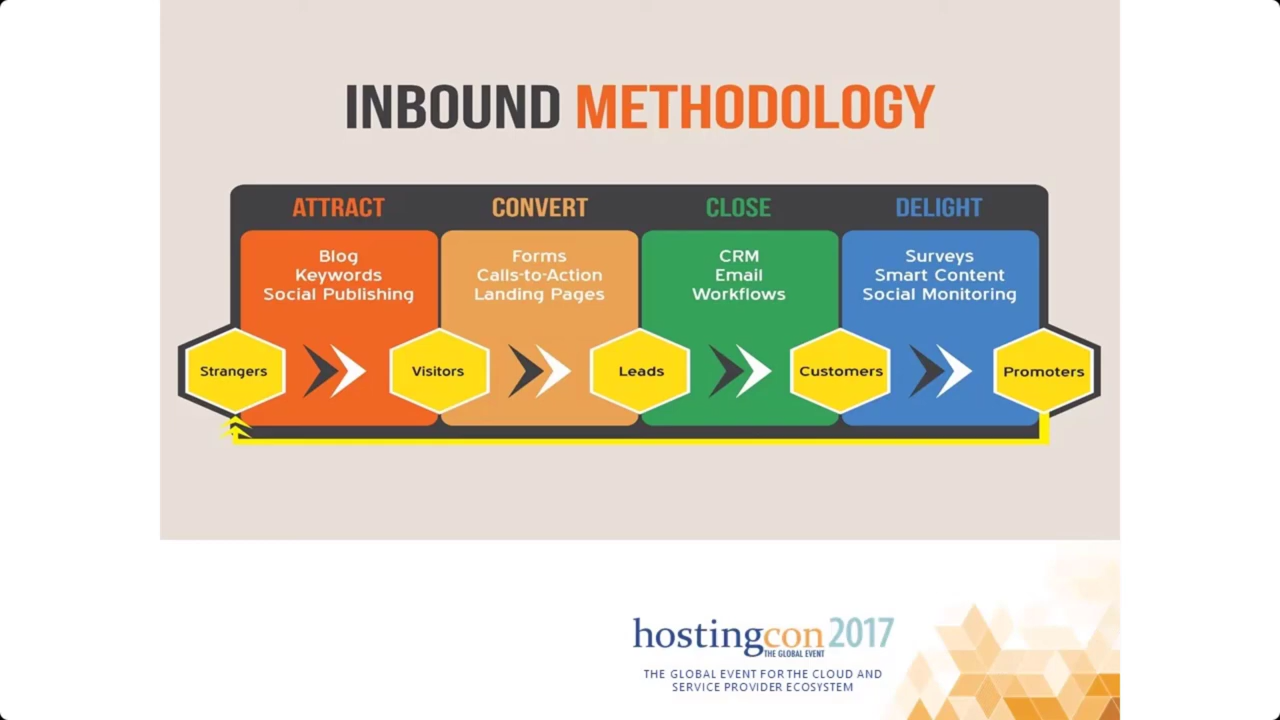 INBOUND METHODOLOGY
ATTRACT
CONVERT
CLOSE
DELIGHT
Blog
Keywords
Social Publishing
Forms
Calls-to-Action
Landing Pages
CRM
Email
Workflows
Surveys
Smart Content
Social Monitoring
Strangers
Visitors
Leads
Customers
Promoters
hostingcon 2017
THE GLOBAL EVENT
THE GLOBAL EVENT FOR THE CLOUD AND
SERVICE PROVIDER ECOSYSTEM